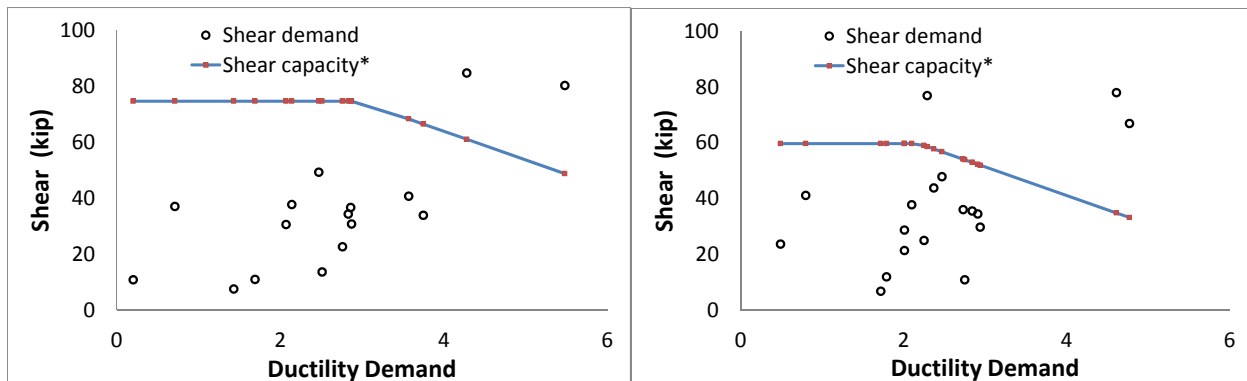 100
80
60
40
20
0
Shear (kip)
Shear demand
Shear capacity*
0 2 4 6
Ductility Demand
100
80
60
40
20
0
Shear (kip)
Shear demand
Shear capacity*
0 2 4 6
Ductility Demand